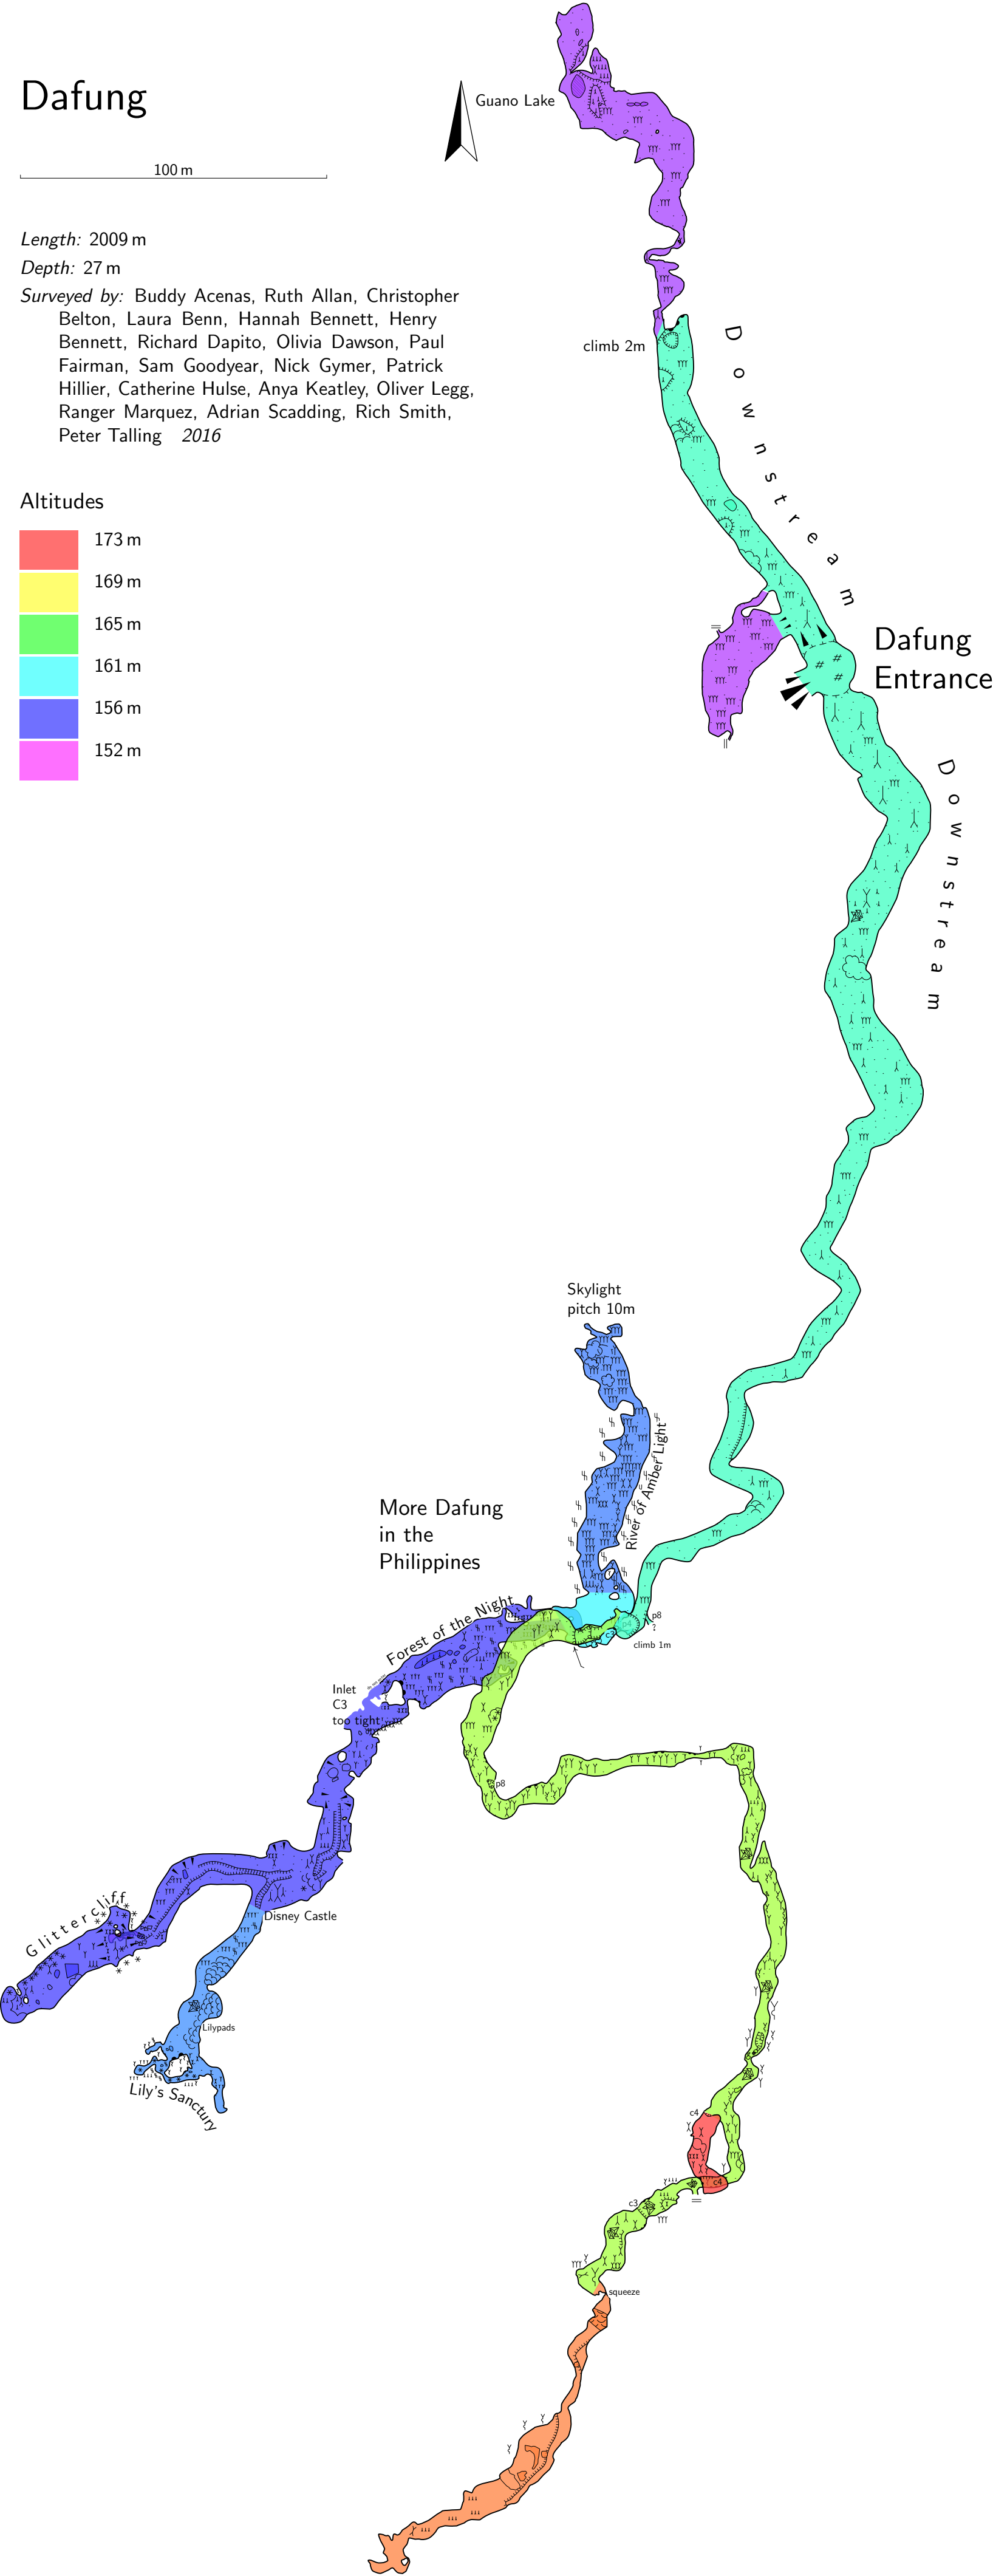 Dafung
100 m
Guano Lake
Length: 2009 m
Depth: 27 m
Surveyed by: Buddy Acenas, Ruth Allan, Christopher
Belton, Laura Benn, Hannah Bennett, Henry
Bennett, Richard Dapito, Olivia Dawson, Paul
Fairman, Sam Goodyear, Nick Gymer, Patrick
Hillier, Catherine Hulse, Anya Keatley, Oliver Legg,
Ranger Marquez, Adrian Scadding, Rich Smith,
Peter Talling 2016
climb 2m
Downstream
Altitudes
173 m
169 m
165 m
161 m
156 m
152 m
Dafung
Entrance
Downstream
Skylight
pitch 10m
River of Amber Light
More Dafung
in the
Philippines
Forest of the Night
p8
?
c3
climb 1m
Inlet
C3
too tight
p8
Glittercliff
Disney Castle
Lilypads
Lily's Sanctury
c4
c4
c3
squeeze